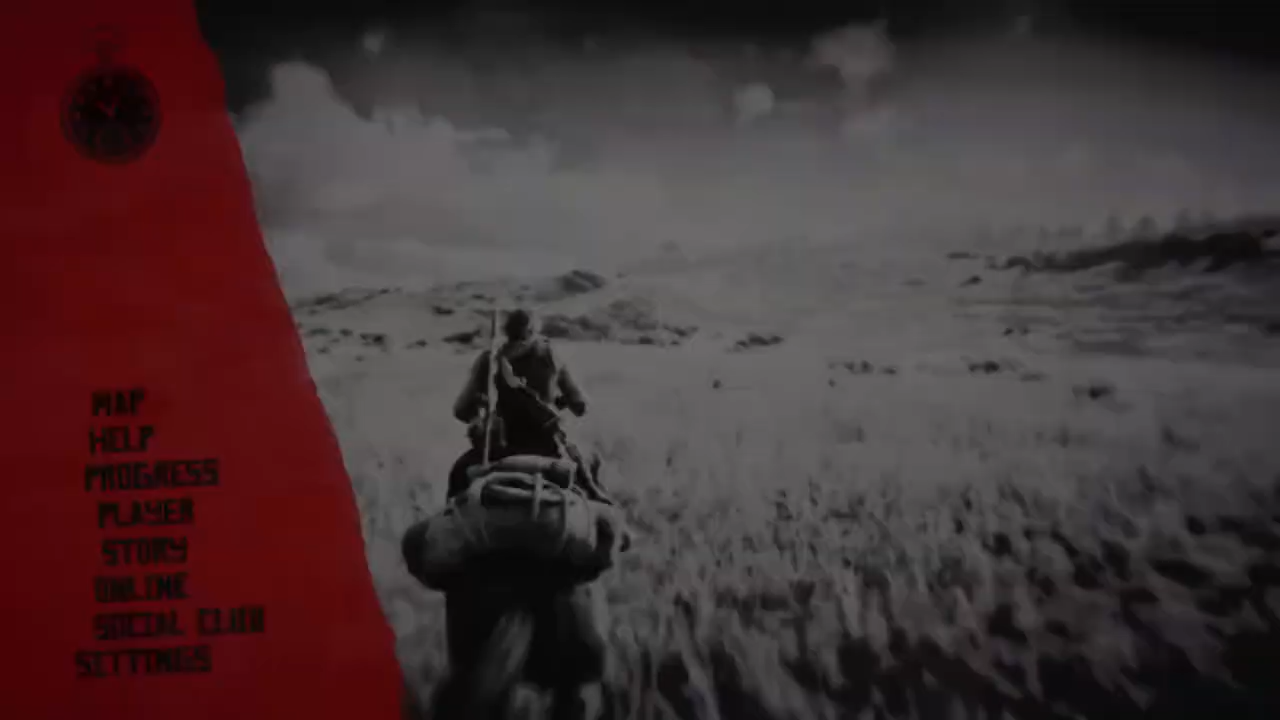 MAP
HELP
PROGRESS
PLAYER
STORY
ONLINE
SOCIAL CLUB
SETTINGS